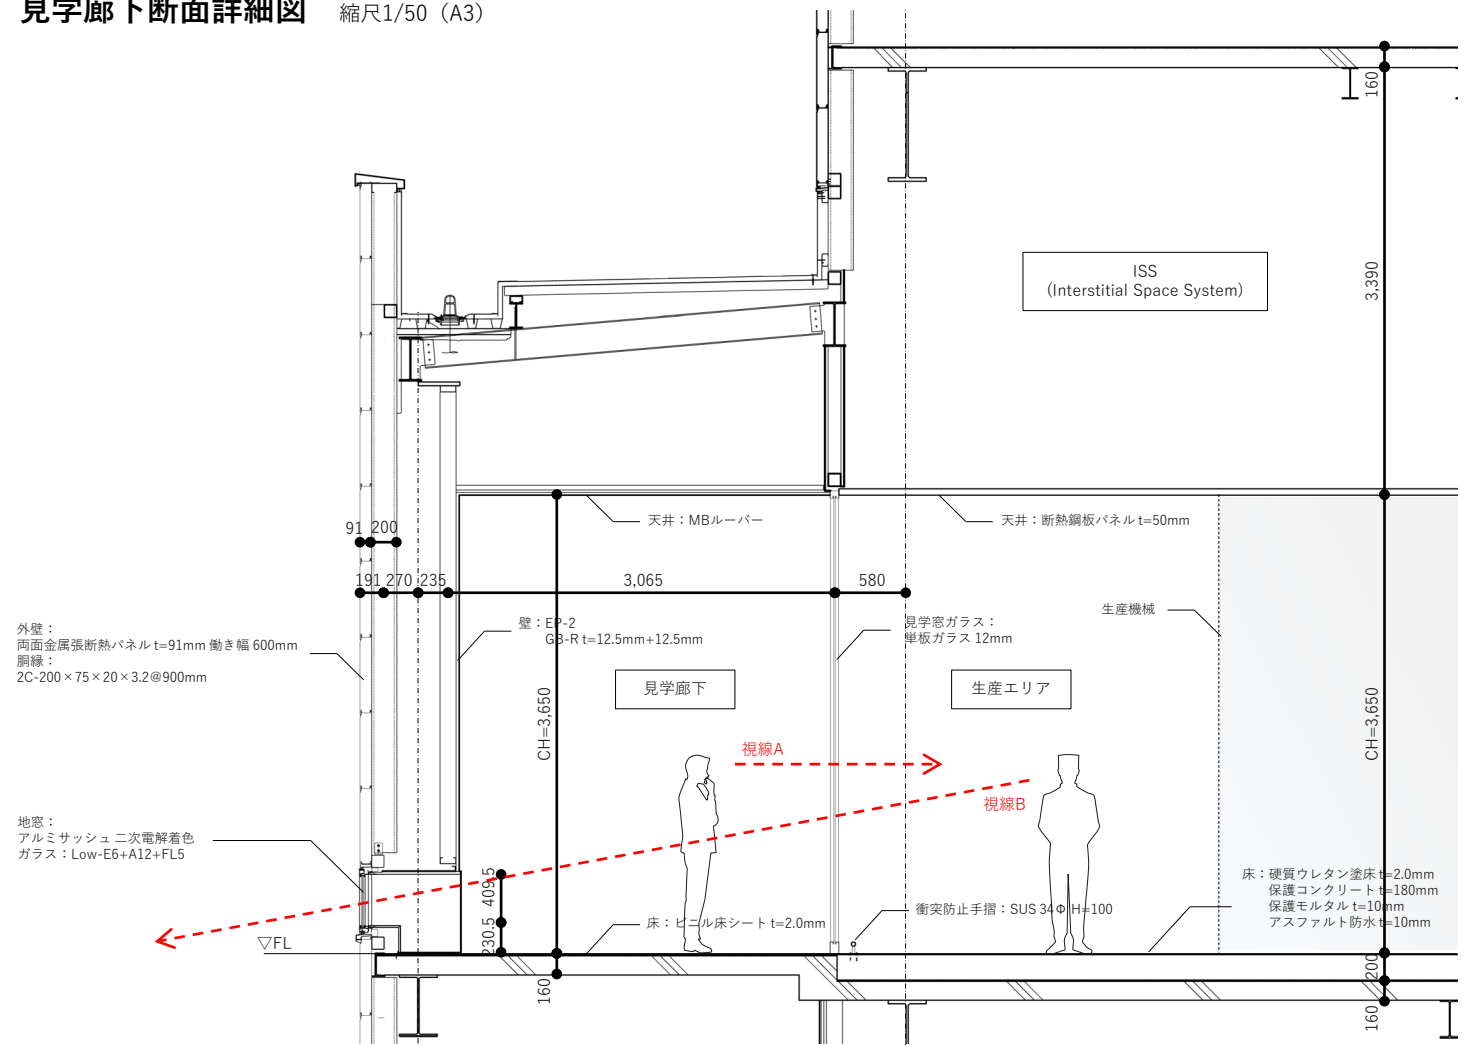 見学廊下断面詳細図 縮尺1/50（A3）
160
ISS
(Interstitial Space System)
3,390
天井：MBルーバー
天井：断熱鋼板パネル t=50mm
91 200
191 270 235 3,065 580
外壁：
両面金属張断熱パネル t=91mm 働き幅 600mm
胴縁：
2C-200×75×20×3.2@900mm
壁：EP-2
GB-R t=12.5mm+12.5mm
見学窓ガラス：
単板ガラス 12mm
生産機械
見学廊下
生産エリア
CH=3,650
CH=3,650
視線A
視線B
地窓：
アルミサッシュ 二次電解着色
ガラス：Low-E6+A12+FL5
409.5
230.5
床：ビニル床シート t=2.0mm
衝突防止手摺：SUS 34Φ H=100
床：硬質ウレタン塗床 t=2.0mm
保護コンクリート t=180mm
保護モルタル t=10mm
アスファルト防水 t=10mm
▽FL
160
200
160